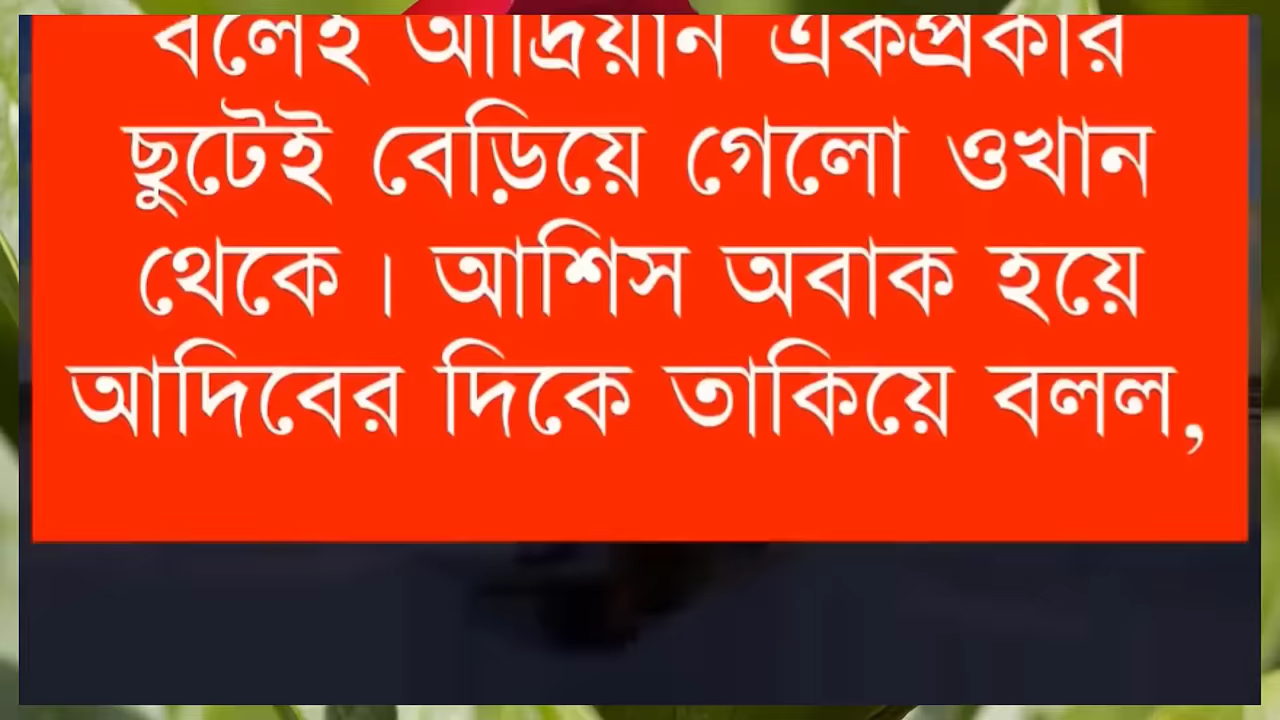 বলেই আদ্রিয়ান একপ্রকার
ছুটেই বেড়িয়ে গেলো ওখান
থেকে । আশিস অবাক হয়ে
আদিবের দিকে তাকিয়ে বলল,